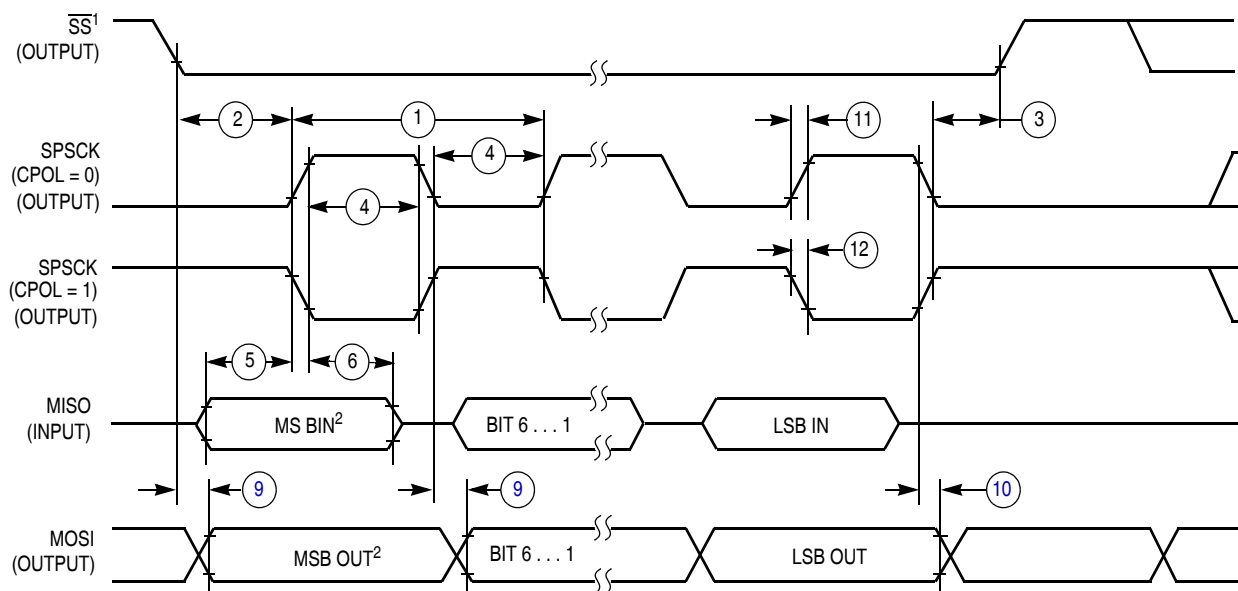 SS¹
(OUTPUT)
2
1
11
3
SPSCK
(CPOL = 0)
(OUTPUT)
4
4
SPSCK
(CPOL = 1)
(OUTPUT)
12
5
6
MISO
(INPUT)
MS BIN²
BIT 6 . . . 1
LSB IN
9
9
10
MOSI
(OUTPUT)
MSB OUT²
BIT 6 . . . 1
LSB OUT